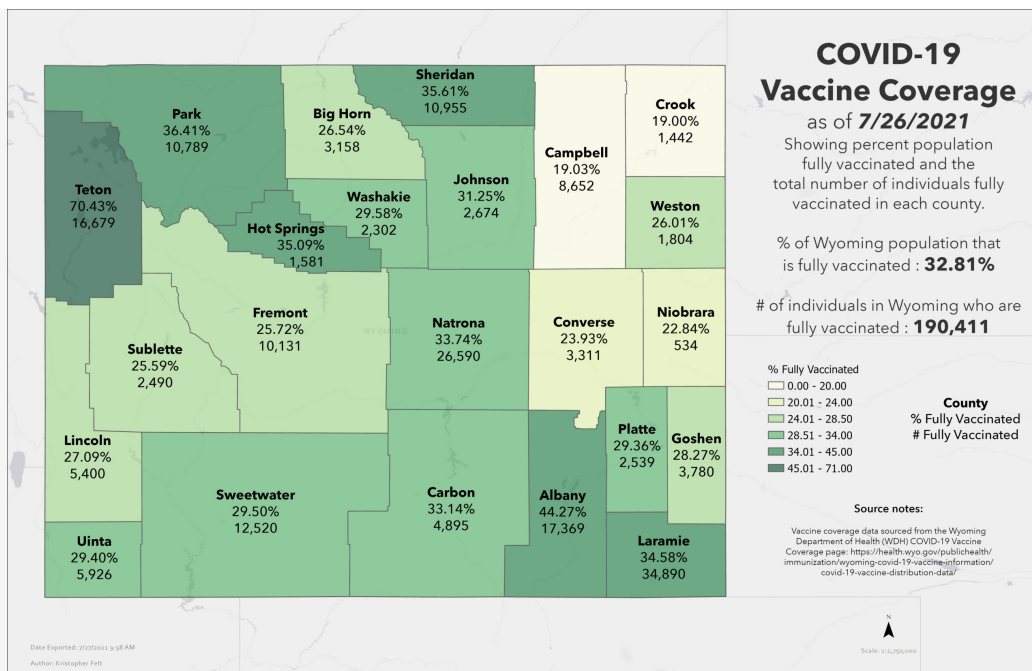 COVID-19
Vaccine Coverage
as of 7/26/2021
Showing percent population
fully vaccinated and the
total number of individuals fully
vaccinated in each county.
% of Wyoming population that
is fully vaccinated : 32.81%
# of individuals in Wyoming who are
fully vaccinated : 190,411
% Fully Vaccinated
0.00 - 20.00
20.01 - 24.00
24.01 - 28.50
28.51 - 34.00
34.01 - 45.00
45.01 - 71.00
County
% Fully Vaccinated
# Fully Vaccinated
Source notes:
Vaccine coverage data sourced from the Wyoming
Department of Health (WDH) COVID-19 Vaccine
Coverage page: https://health.wyo.gov/publichealth/
immunization/wyoming-covid-19-vaccine-information/
covid-19-vaccine-distribution-data/
N
Scale: 1:2,750,000
Teton
70.43%
16,679
Park
36.41%
10,789
Big Horn
26.54%
3,158
Sheridan
35.61%
10,955
Campbell
19.03%
8,652
Crook
19.00%
1,442
Washakie
29.58%
2,302
Johnson
31.25%
2,674
Weston
26.01%
1,804
Hot Springs
35.09%
1,581
Fremont
25.72%
10,131
WYOMING
Natrona
33.74%
26,590
Converse
23.93%
3,311
Niobrara
22.84%
534
Sublette
25.59%
2,490
Lincoln
27.09%
5,400
Platte
29.36%
2,539
Goshen
28.27%
3,780
Uinta
29.40%
5,926
Sweetwater
29.50%
12,520
Carbon
33.14%
4,895
Albany
44.27%
17,369
Laramie
34.58%
34,890
Date Exported: 7/27/2021 9:58 AM
Author: Kristopher Felt